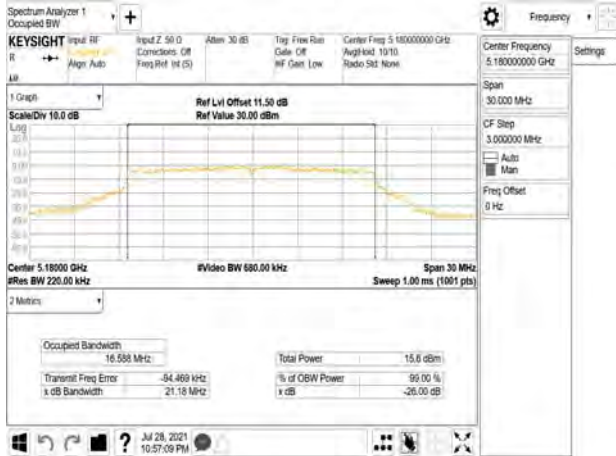 Spectrum Analyzer 1
Occupied BW
+
Frequency
KEYSIGHT
Input: RF
Input Z: 50 Ω
Atten: 30 dB
Trig: Free Run
Center Freq: 5.180000000 GHz
R
Corrections: Off
Gate: Off
Avg|Hold: 10/10
Align: Auto
Freq Ref: Int (S)
#IF Gain: Low
Radio Std: None
Center Frequency
5.180000000 GHz
Settings
Span
30.000 MHz
CF Step
3.000000 MHz
Auto
Man
Freq Offset
0 Hz
1 Graph
Scale/Div 10.0 dB
Ref Lvl Offset 11.50 dB
Ref Value 30.00 dBm
Log
Center 5.18000 GHz
#Video BW 680.00 kHz
Span 30 MHz
#Res BW 220.00 kHz
Sweep 1.00 ms (1001 pts)
2 Metrics
Occupied Bandwidth
16.588 MHz
Total Power
15.6 dBm
Transmit Freq Error
-94.469 kHz
% of OBW Power
99.00 %
x dB Bandwidth
21.18 MHz
x dB
-26.00 dB
?
Jul 28, 2021
10:57:09 PM